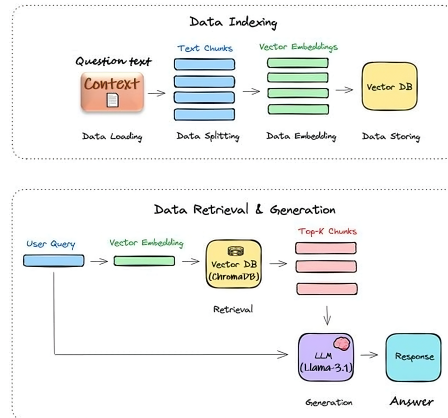 Data Indexing
Question text
Context
Text Chunks
Vector Embeddings
Vector DB
Data Loading
Data Splitting
Data Embedding
Data Storing
Data Retrieval & Generation
User Query
Vector Embedding
Vector DB
(ChromaDB)
Retrieval
Top-K Chunks
LLM
(Llama-3.1)
Generation
Response
Answer